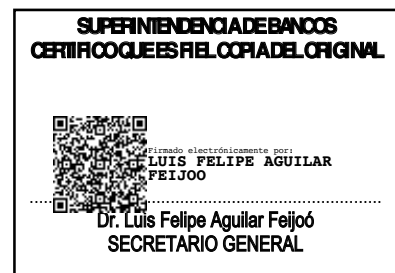 SUPERINTENDENCIA DE BANCOS
CERTIFICO QUE ES FIEL COPIA DEL ORIGINAL
Firmado electrónicamente por:
LUIS FELIPE AGUILAR
FEIJOO
Dr. Luis Felipe Aguilar Feijoó
SECRETARIO GENERAL